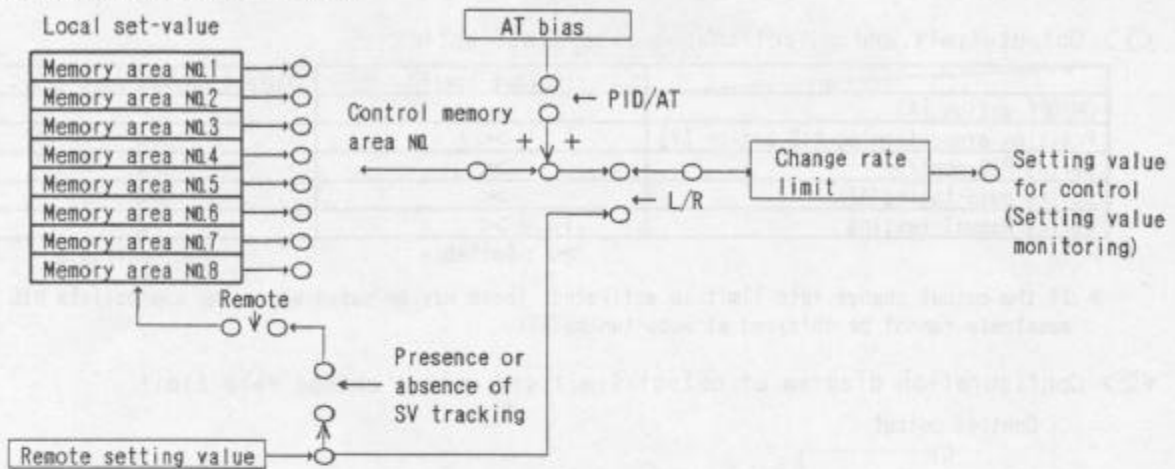 AT bias
Local set-value
Memory area NO.1
Memory area NO.2
Memory area NO.3
Memory area NO.4
Memory area NO.5
Memory area NO.6
Memory area NO.7
Memory area NO.8
← PID/AT
Control memory
area NO.
+ +
Change rate
limit
← L/R
Setting value
for control
(Setting value
monitoring)
Remote
Presence or
absence of
SV tracking
Remote setting value